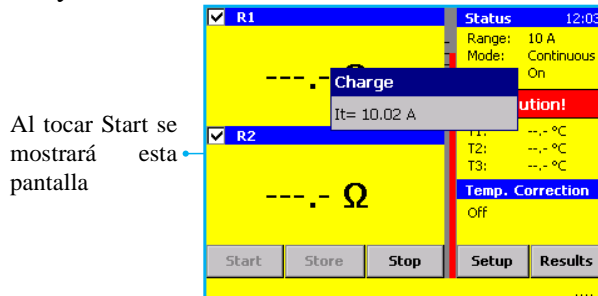 Al tocar Start se
mostrará esta
pantalla
R1
---.- Ω
Charge
It= 10.02 A
R2
---.- Ω
Start
Store
Stop
Status 12:03
Range: 10 A
Mode: Continuous
On
ution!
T1: --,- °C
T2: --,- °C
T3: --,- °C
Temp. Correction
Off
Setup
Results